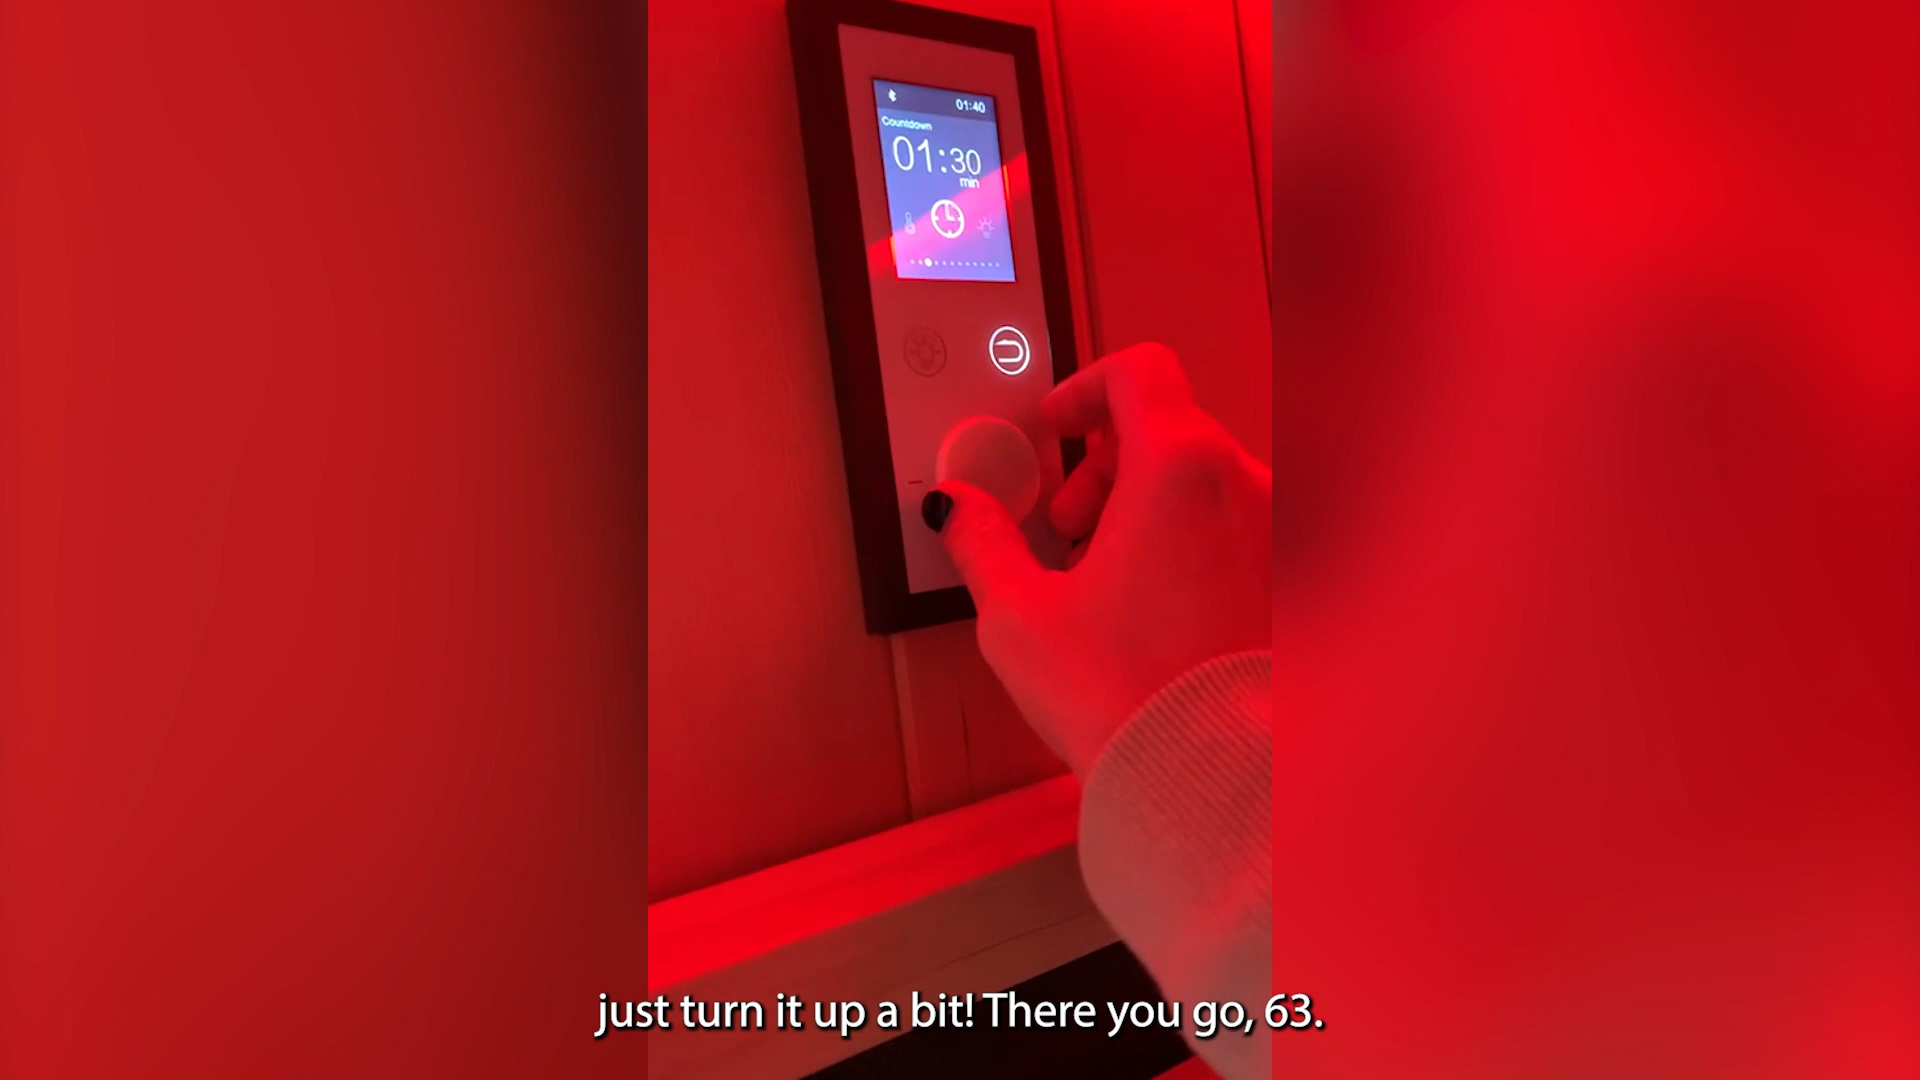 01:40
Countdown
01:30
min
just turn it up a bit! There you go, 63.